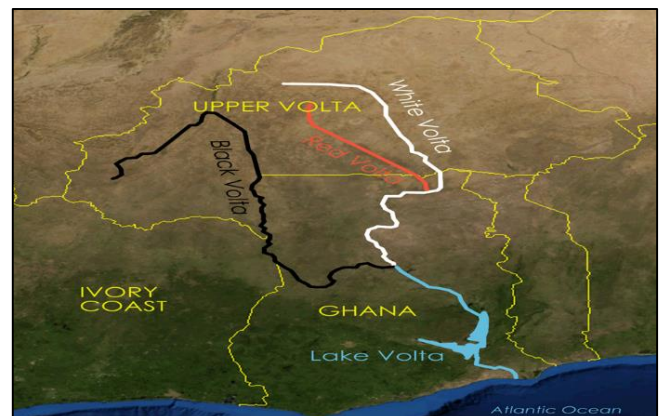 White Volta
UPPER VOLTA
Red Volta
Black Volta
IVORY
COAST
GHANA
Lake Volta
Atlantic Ocean